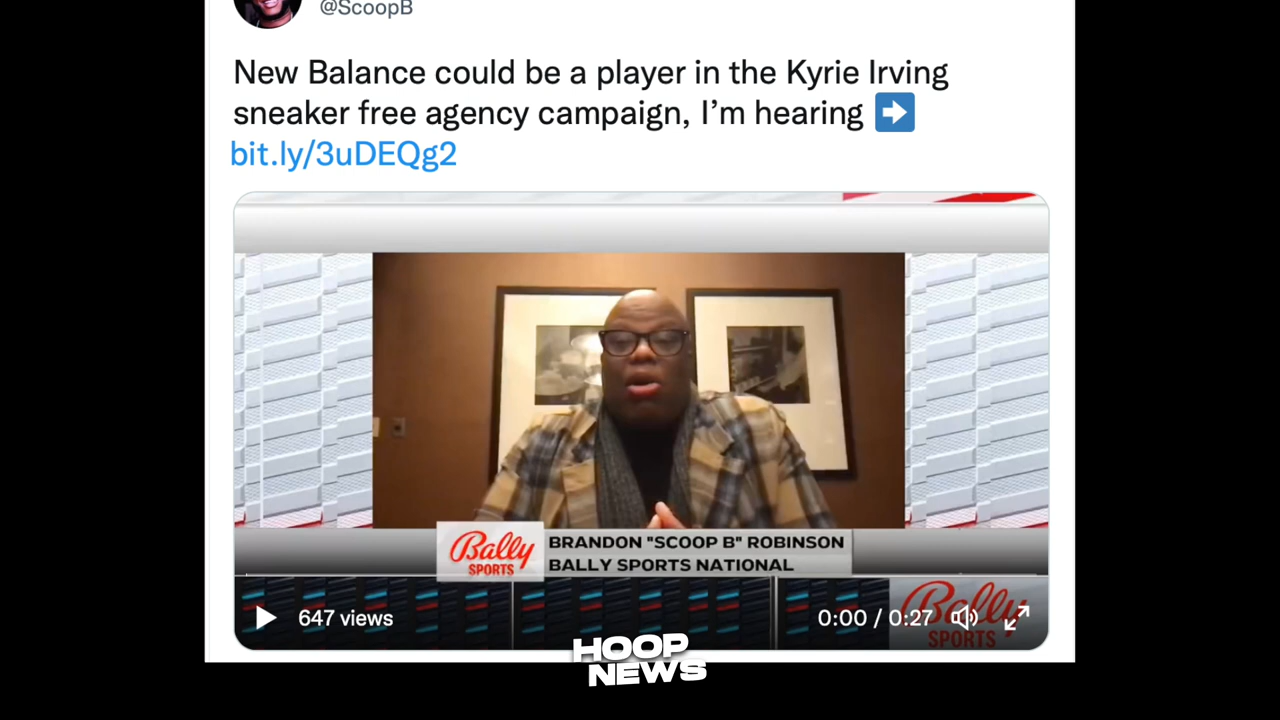 @ScoopB
New Balance could be a player in the Kyrie Irving
sneaker free agency campaign, I’m hearing ➡️
bit.ly/3uDEQg2
Bally
SPORTS
BRANDON "SCOOP B" ROBINSON
BALLY SPORTS NATIONAL
647 views
0:00 / 0:27
Bally
SPORTS
HOOP
NEWS